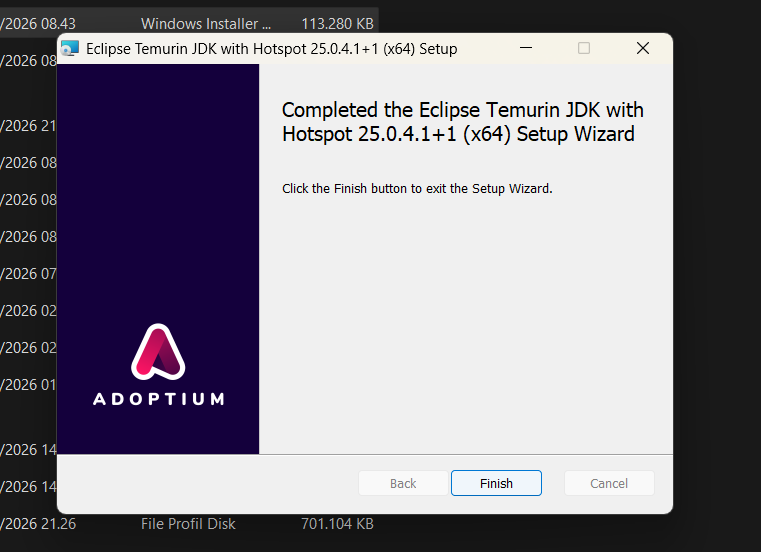 /2026 08.43 Windows Installer ... 113.280 KB
Eclipse Temurin JDK with Hotspot 25.0.4.1+1 (x64) Setup
/2026 08
Completed the Eclipse Temurin JDK with
Hotspot 25.0.4.1+1 (x64) Setup Wizard
/2026 21
/2026 08
Click the Finish button to exit the Setup Wizard.
/2026 08
/2026 08
/2026 07
/2026 02
/2026 02
/2026 01
ADOPTIUM
/2026 14
/2026 14
Back Finish Cancel
/2026 21.26 File Profil Disk 701.104 KB